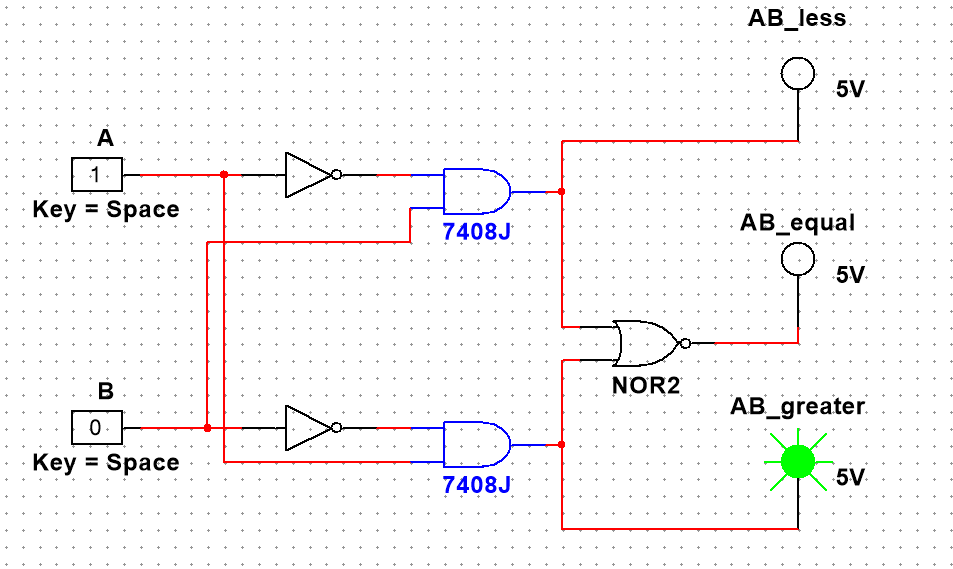 AB_less
5V
A
1
Key = Space
7408J
AB_equal
5V
NOR2
B
0
Key = Space
7408J
AB_greater
5V